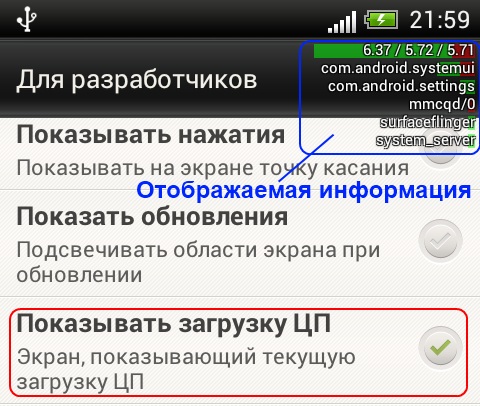 21:59
Для разработчиков
6.37 / 5.72 / 5.71
com.android.systemui
com.android.settings
mmcqd/0
surfaceflinger
system_server
Показывать нажатия
Показывать на экране точку касания
Отображаемая информация
Показать обновления
Подсвечивать области экрана при
обновлении
Показывать загрузку ЦП
Экран, показывающий текущую
загрузку ЦП